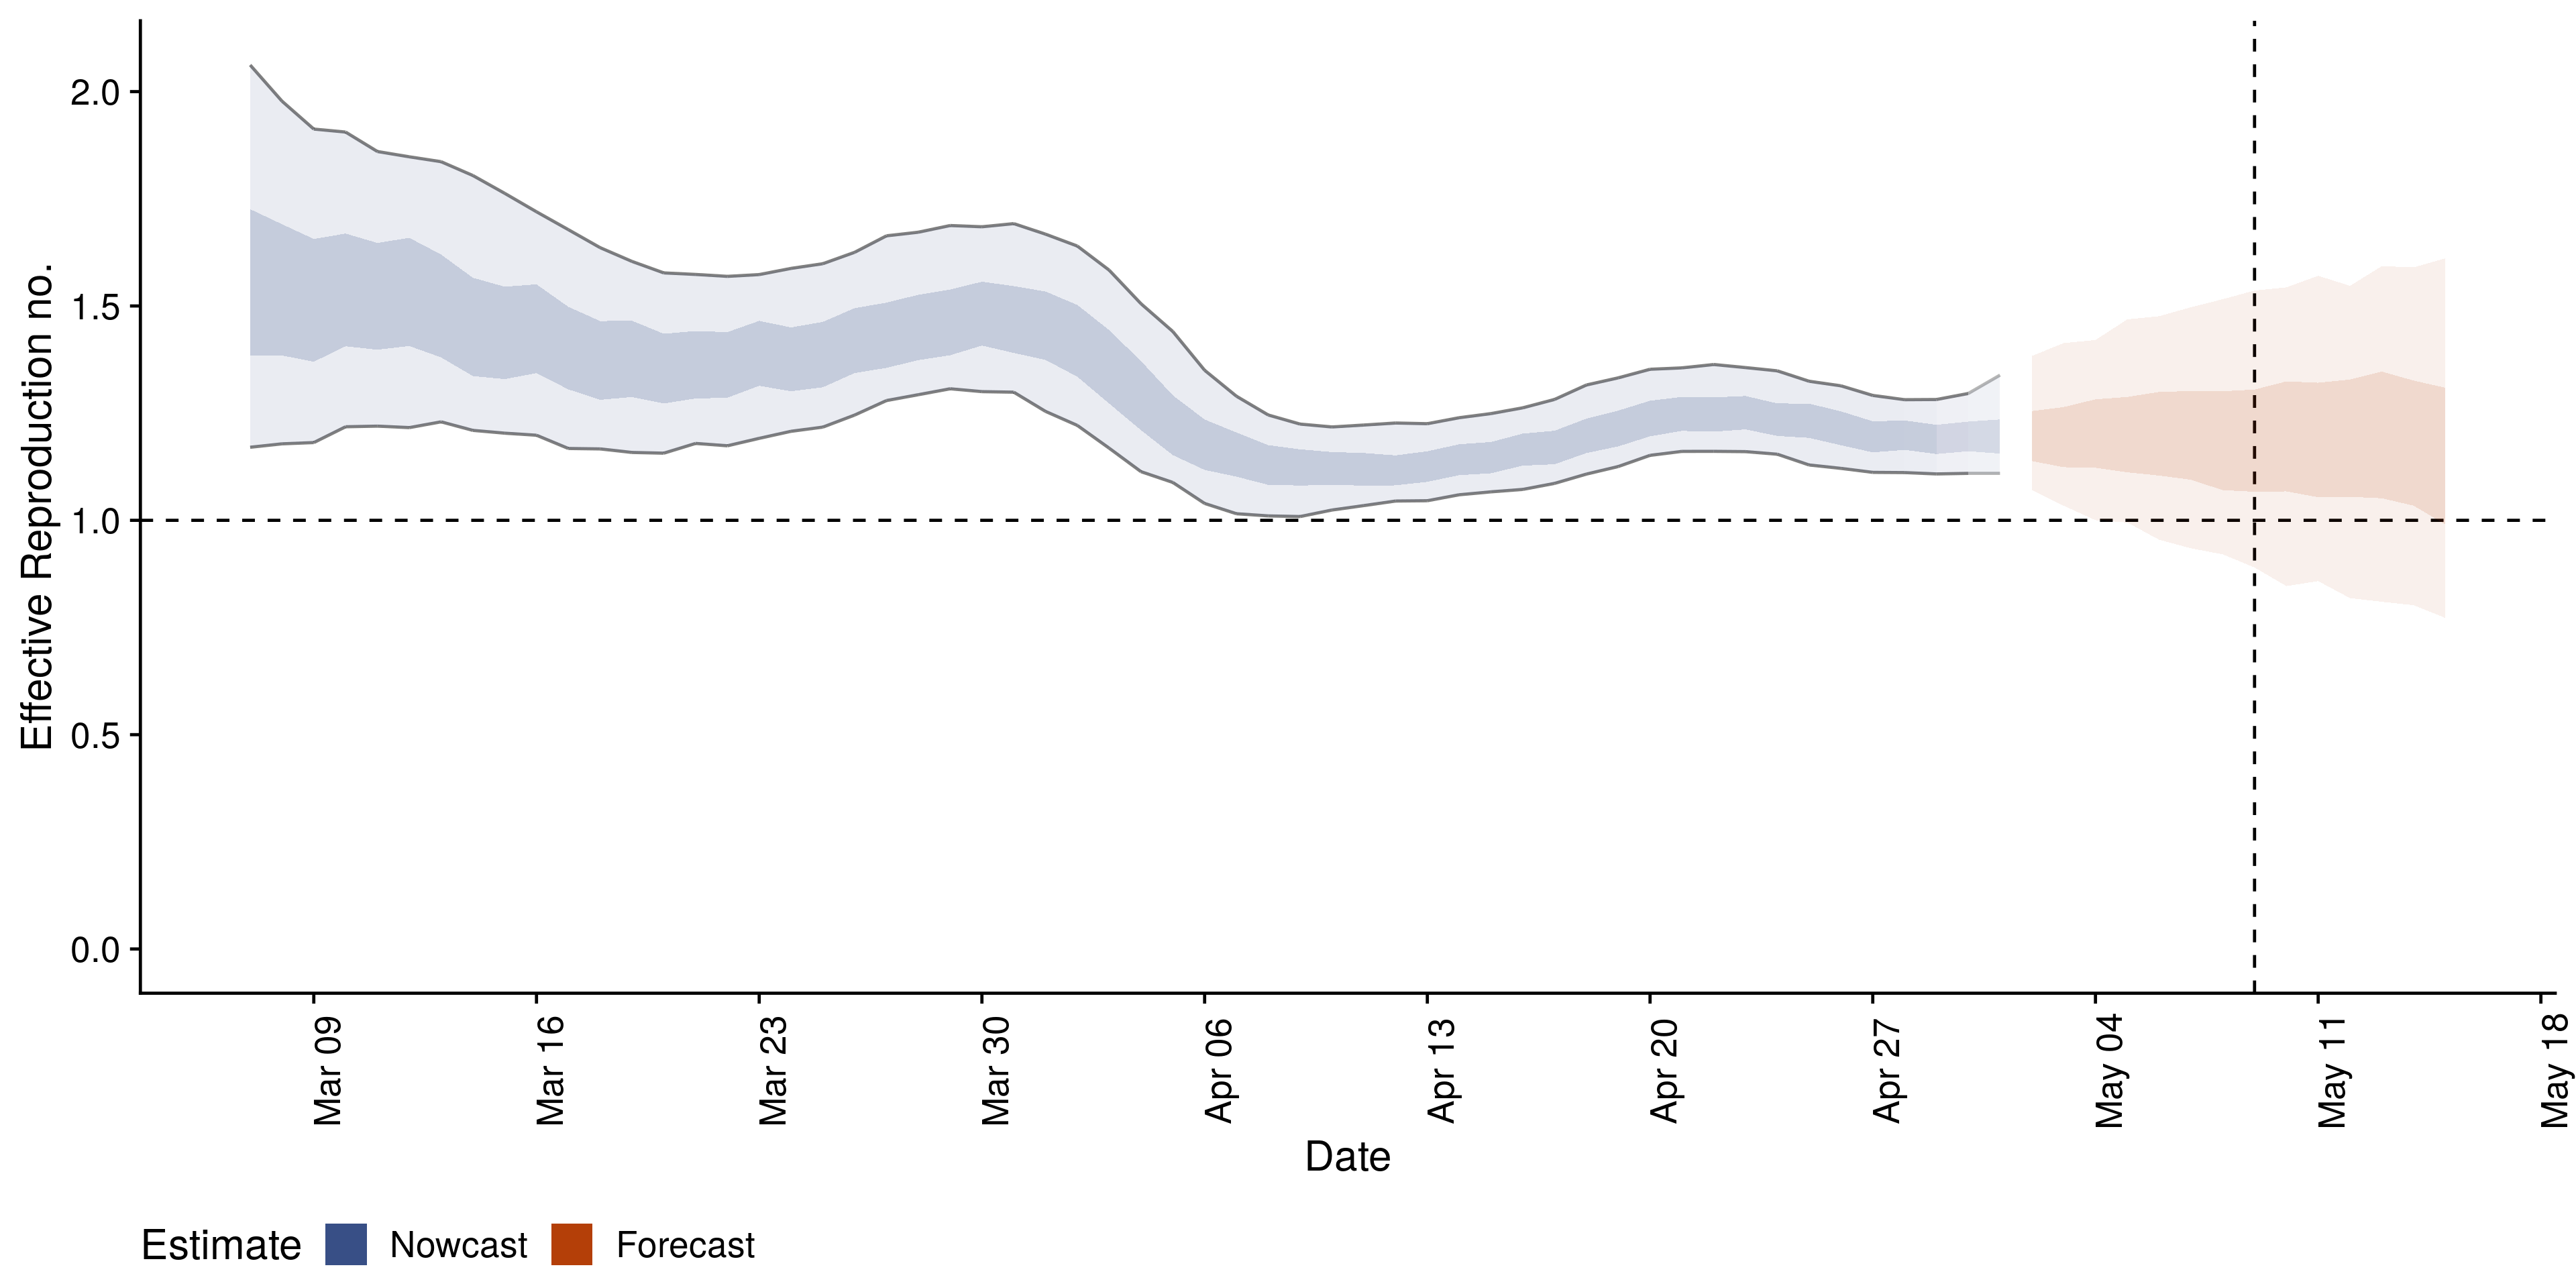 Effective Reproduction no.
2.0
1.5
1.0
0.5
0.0
Mar 09
Mar 16
Mar 23
Mar 30
Apr 06
Apr 13
Apr 20
Apr 27
May 04
May 11
May 18
Date
Estimate Nowcast Forecast